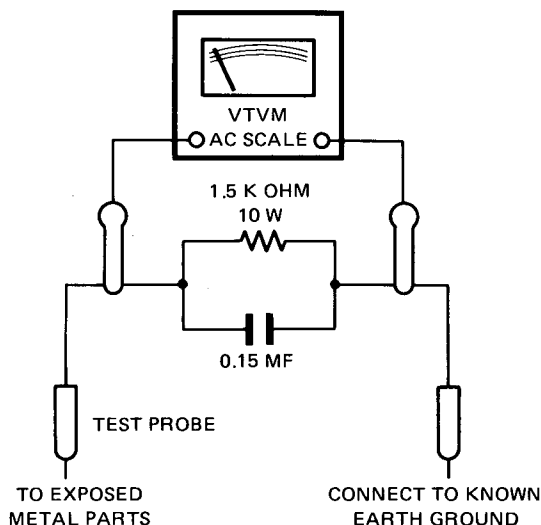 VTVM
AC SCALE
1.5 K OHM
10 W
0.15 MF
TEST PROBE
TO EXPOSED
METAL PARTS
CONNECT TO KNOWN
EARTH GROUND